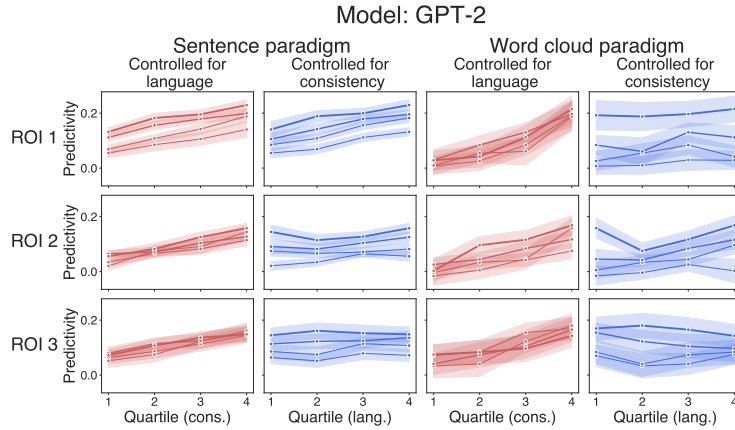 Model: GPT-2
Sentence paradigm
Word cloud paradigm
Controlled for
language
Controlled for
consistency
Controlled for
language
Controlled for
consistency
ROI 1
Predictivity
0.2
0.0
ROI 2
Predictivity
0.2
0.0
ROI 3
Predictivity
0.2
0.0
1 2 3 4
1 2 3 4
1 2 3 4
1 2 3 4
Quartile (cons.)
Quartile (lang.)
Quartile (cons.)
Quartile (lang.)